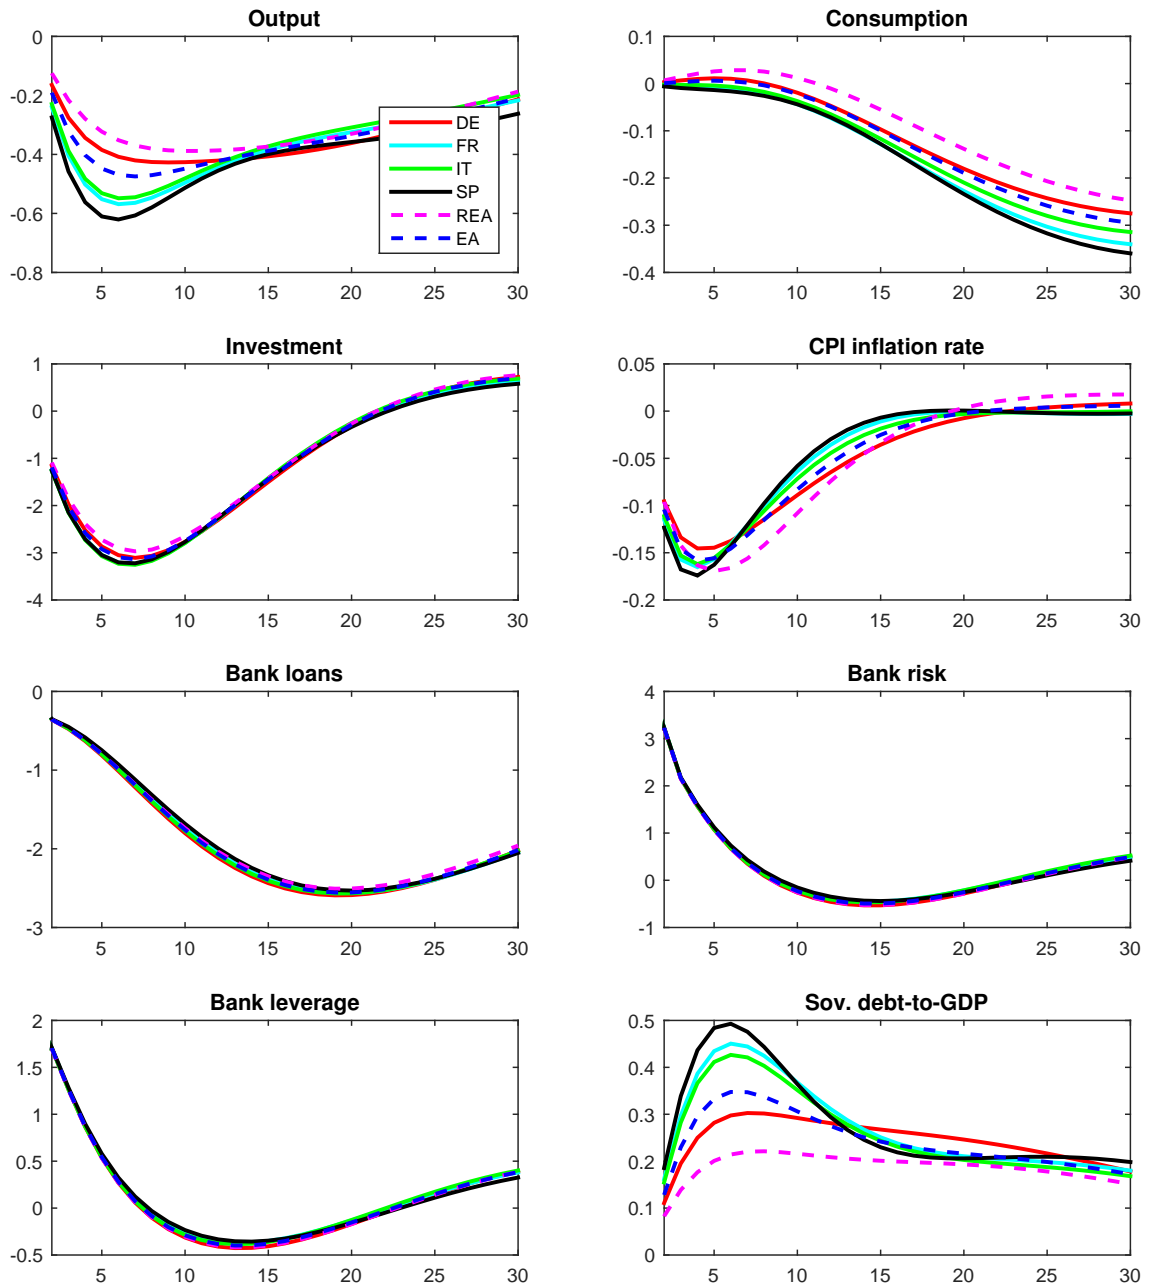 Output
0
-0.2
-0.4
-0.6
-0.8
5 10 15 20 25 30
DE
FR
IT
SP
REA
EA
Consumption
0.1
0
-0.1
-0.2
-0.3
-0.4
5 10 15 20 25 30
Investment
1
0
-1
-2
-3
-4
5 10 15 20 25 30
CPI inflation rate
0.05
0
-0.05
-0.1
-0.15
-0.2
5 10 15 20 25 30
Bank loans
0
-1
-2
-3
5 10 15 20 25 30
Bank risk
4
3
2
1
0
-1
5 10 15 20 25 30
Bank leverage
2
1.5
1
0.5
0
-0.5
5 10 15 20 25 30
Sov. debt-to-GDP
0.5
0.4
0.3
0.2
0.1
0
5 10 15 20 25 30